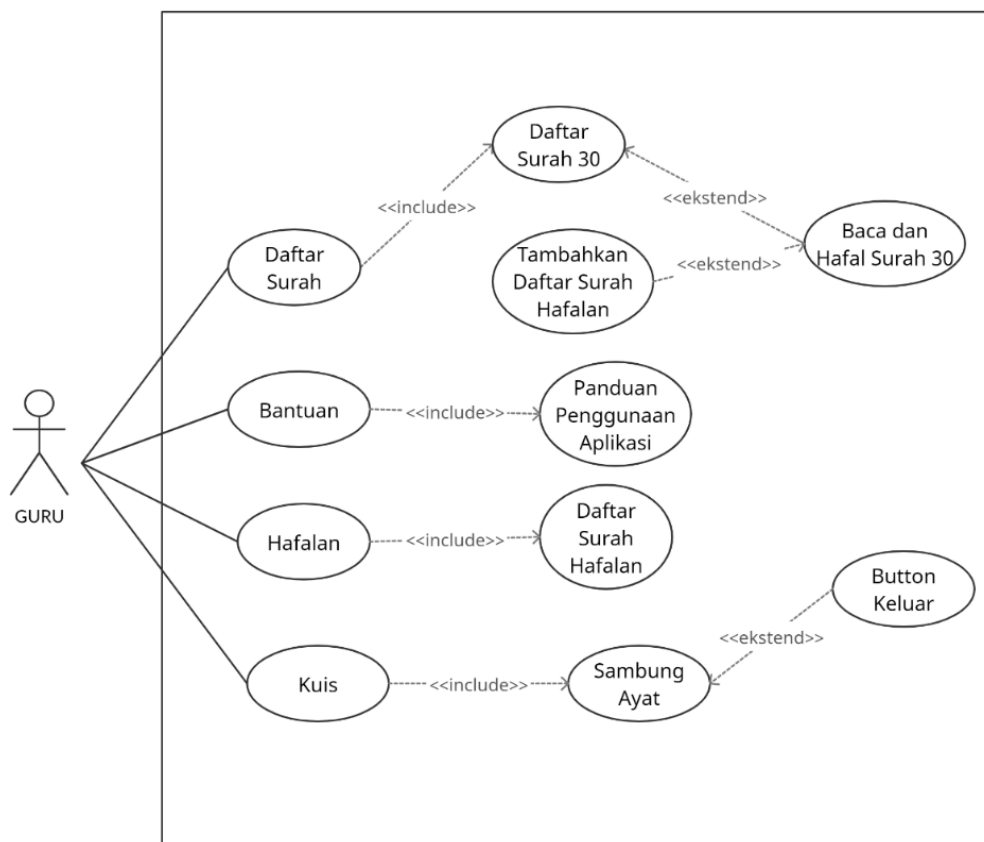 Daftar
Surah 30
<<ekstend>>
<<include>>
Baca dan
Hafal Surah 30
Daftar
Surah
Tambahkan
Daftar Surah
Hafalan
<<ekstend>>
Bantuan
<<include>>
Panduan
Penggunaan
Aplikasi
GURU
Hafalan
<<include>>
Daftar
Surah
Hafalan
Button
Keluar
<<ekstend>>
Kuis
<<include>>
Sambung
Ayat